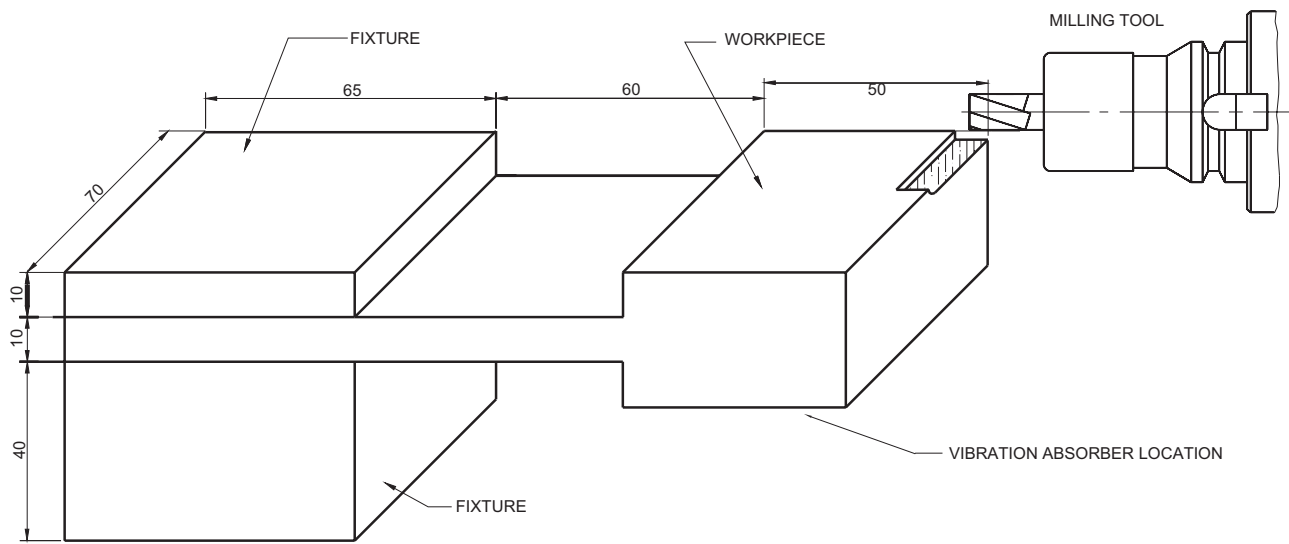 MILLING TOOL
FIXTURE
WORKPIECE
65
60
50
70
10
10
40
VIBRATION ABSORBER LOCATION
FIXTURE